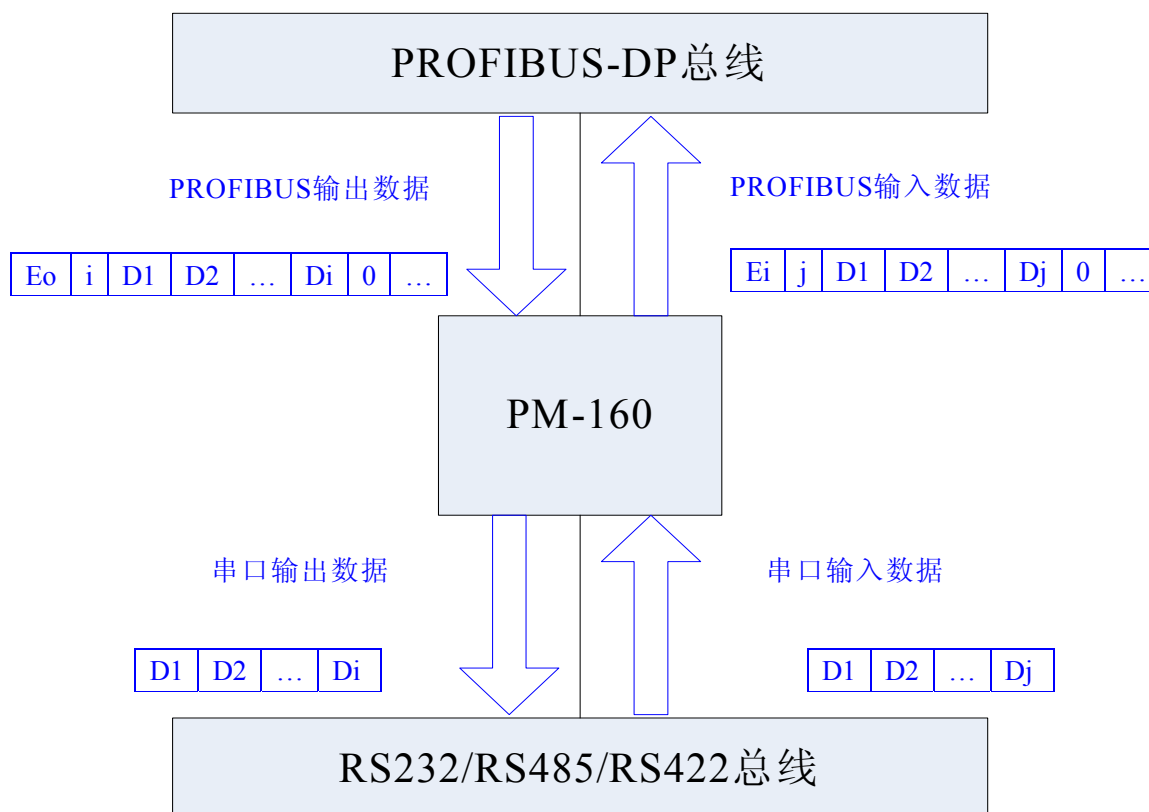 PROFIBUS-DP总线
PROFIBUS输出数据
PROFIBUS输入数据
Eo i D1 D2 … Di 0 …
Ei j D1 D2 … Dj 0 …
PM-160
串口输出数据
串口输入数据
D1 D2 … Di
D1 D2 … Dj
RS232/RS485/RS422总线